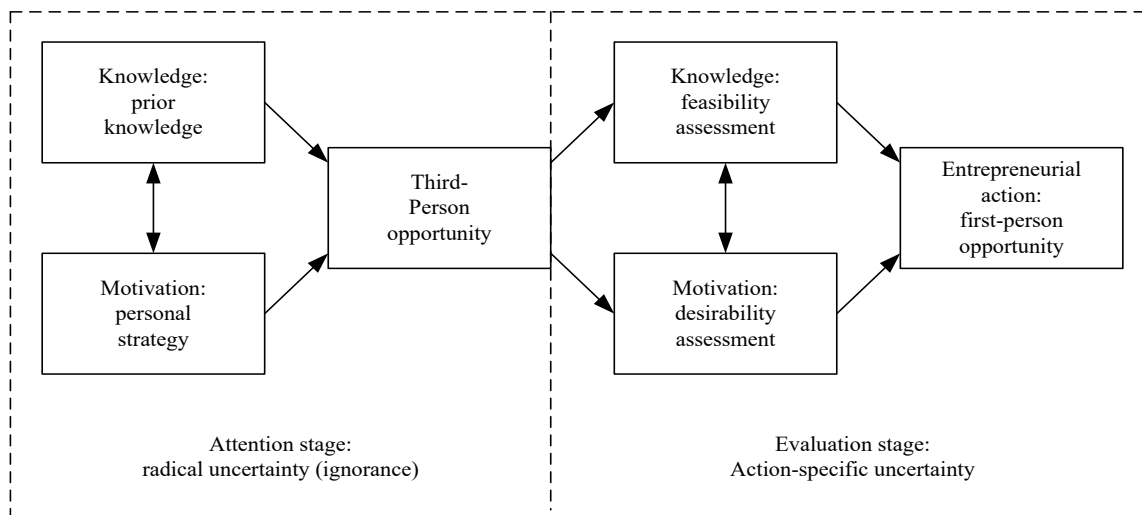 Knowledge:
prior
knowledge
Motivation:
personal
strategy
Third-
Person
opportunity
Attention stage:
radical uncertainty (ignorance)
Knowledge:
feasibility
assessment
Motivation:
desirability
assessment
Entrepreneurial
action:
first-person
opportunity
Evaluation stage:
Action-specific uncertainty